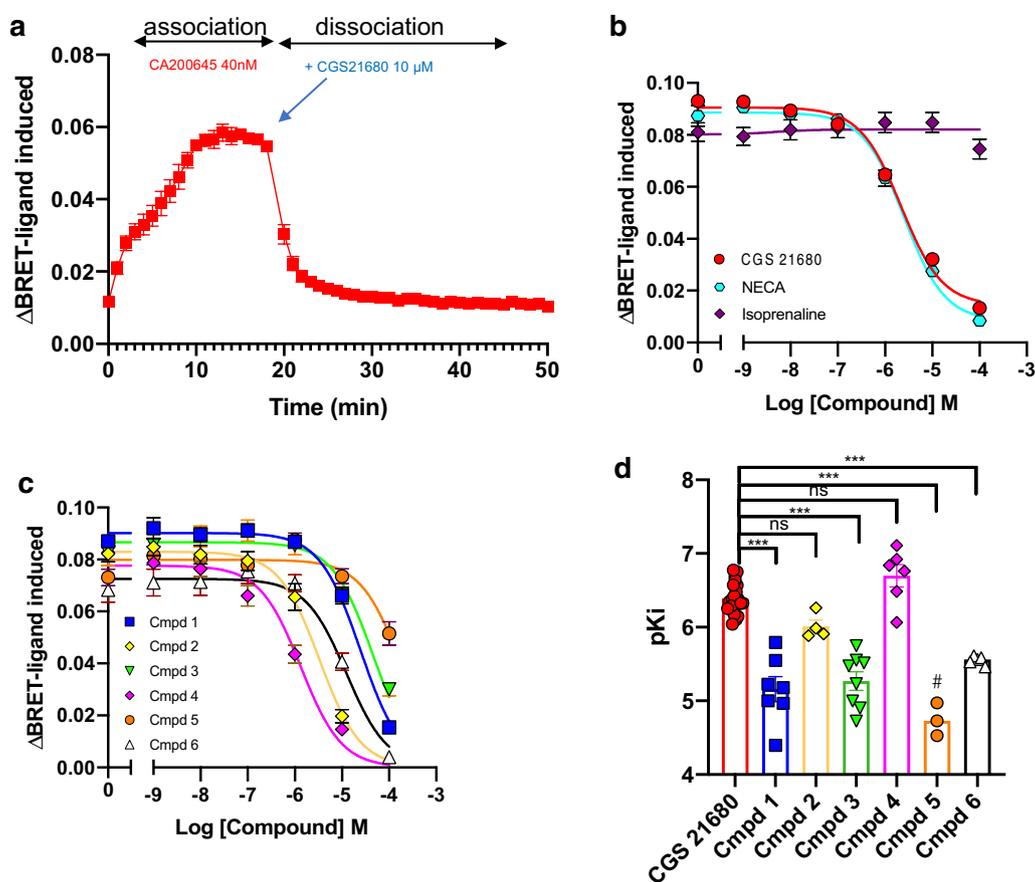 a
association
dissociation
CA200645 40nM
+ CGS21680 10 µM
ΔBRET-ligand induced
0.08
0.06
0.04
0.02
0.00
0 10 20 30 40 50
Time (min)
b
ΔBRET-ligand induced
0.10
0.08
0.06
0.04
0.02
0.00
CGS 21680
NECA
Isoprenaline
0 -9 -8 -7 -6 -5 -4 -3
Log [Compound] M
c
ΔBRET-ligand induced
0.10
0.08
0.06
0.04
0.02
0.00
Cmpd 1
Cmpd 2
Cmpd 3
Cmpd 4
Cmpd 5
Cmpd 6
0 -9 -8 -7 -6 -5 -4 -3
Log [Compound] M
d
pKi
8
7
6
5
4
***
***
ns
***
ns
***
#
CGS 21680
Cmpd 1
Cmpd 2
Cmpd 3
Cmpd 4
Cmpd 5
Cmpd 6